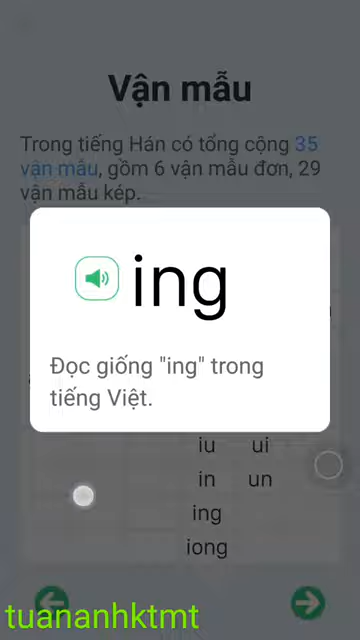 Vận mẫu
Trong tiếng Hán có tổng cộng 35
vận mẫu, gồm 6 vận mẫu đơn, 29
vận mẫu kép.
ing
Đọc giống "ing" trong
tiếng Việt.
iu ui
in un
ing
iong
tuananhktmt